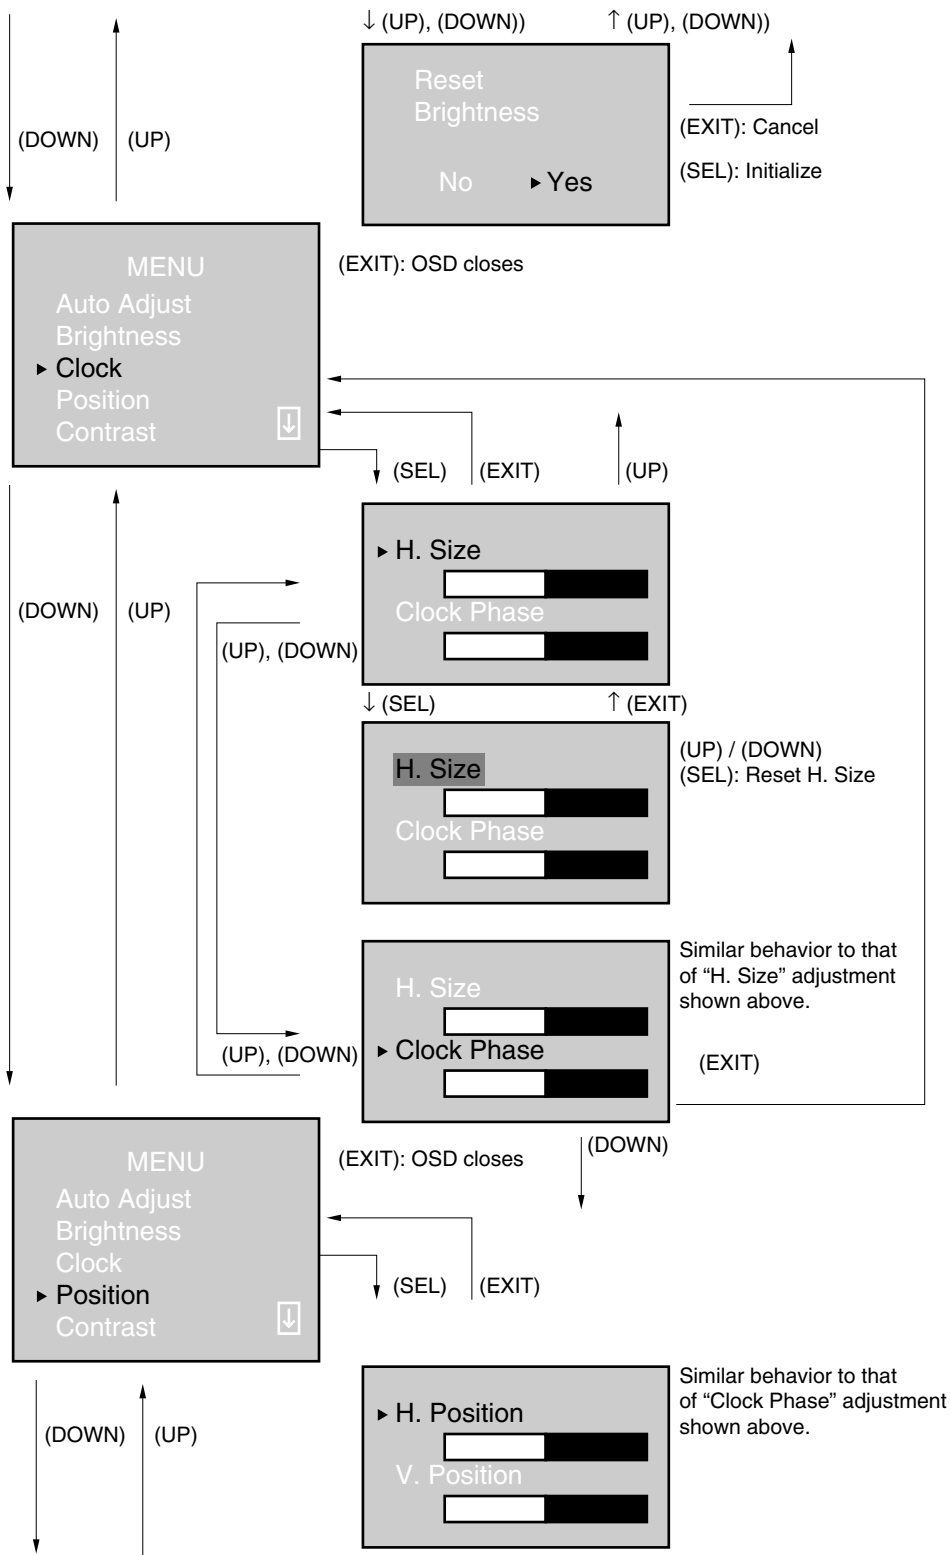 ↓ (UP), (DOWN))
↑ (UP), (DOWN))
Reset
Brightness
No ▸ Yes
(EXIT): Cancel
(SEL): Initialize
(DOWN)
(UP)
MENU
Auto Adjust
Brightness
▸ Clock
Position
Contrast ↓
(EXIT): OSD closes
(SEL)
(EXIT)
(UP)
▸ H. Size
Clock Phase
(DOWN)
(UP)
(UP), (DOWN)
↓ (SEL)
↑ (EXIT)
H. Size
Clock Phase
(UP) / (DOWN)
(SEL): Reset H. Size
H. Size
▸ Clock Phase
Similar behavior to that
of “H. Size” adjustment
shown above.
(UP), (DOWN)
(EXIT)
(DOWN)
MENU
Auto Adjust
Brightness
Clock
▸ Position
Contrast ↓
(EXIT): OSD closes
(SEL)
(EXIT)
▸ H. Position
V. Position
Similar behavior to that
of “Clock Phase” adjustment
shown above.
(DOWN)
(UP)